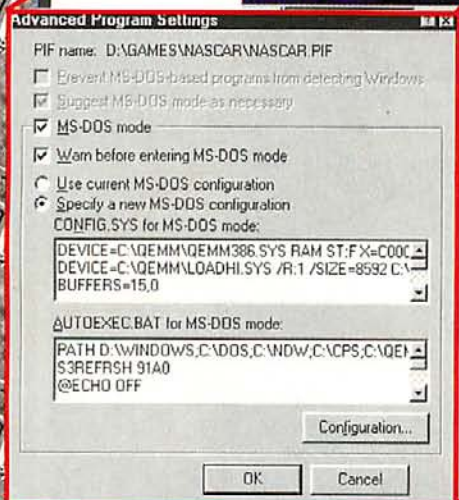 Advanced Program Settings
PIF name: D:\GAMES\NASCAR\NASCAR.PIF
Prevent MS-DOS-based programs from detecting Windows
Suggest MS-DOS mode as necessary
MS-DOS mode
Warn before entering MS-DOS mode
Use current MS-DOS configuration
Specify a new MS-DOS configuration
CONFIG.SYS for MS-DOS mode:
DEVICE=C:\QEMM\QEMM386.SYS RAM ST:F X=C00C
DEVICE=C:\QEMM\LOADHI.SYS /R:1 /SIZE=8592 C:\
BUFFERS=15,0
AUTOEXEC.BAT for MS-DOS mode:
PATH D:\WINDOWS;C:\DOS;C:\NDW;C:\CPS;C:\QEM
S3REFRSH 91A0
@ECHO OFF
Configuration...
OK
Cancel